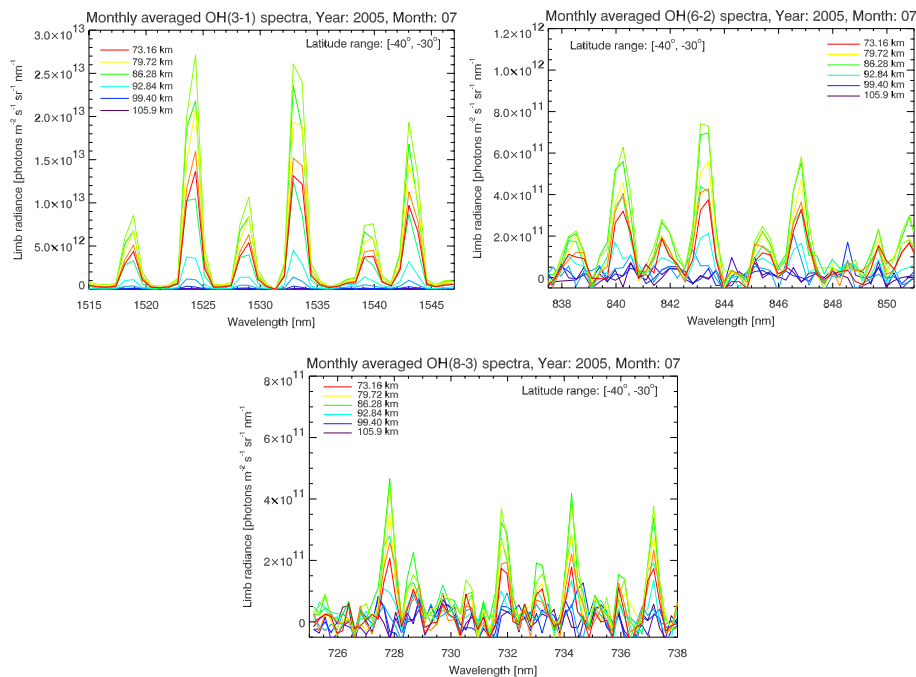 Monthly averaged OH(3-1) spectra, Year: 2005, Month: 07
Limb radiance [photons m⁻² s⁻¹ sr⁻¹ nm⁻¹]
3.0×10¹³
2.5×10¹³
2.0×10¹³
1.5×10¹³
1.0×10¹³
5.0×10¹²
0
Latitude range: [-40°, -30°]
73.16 km
79.72 km
86.28 km
92.84 km
99.40 km
105.9 km
1515 1520 1525 1530 1535 1540 1545
Wavelength [nm]
Monthly averaged OH(6-2) spectra, Year: 2005, Month: 07
Limb radiance [photons m⁻² s⁻¹ sr⁻¹ nm⁻¹]
1.2×10¹²
1.0×10¹²
8.0×10¹¹
6.0×10¹¹
4.0×10¹¹
2.0×10¹¹
0
Latitude range: [-40°, -30°]
73.16 km
79.72 km
86.28 km
92.84 km
99.40 km
105.9 km
838 840 842 844 846 848 850
Wavelength [nm]
Monthly averaged OH(8-3) spectra, Year: 2005, Month: 07
Limb radiance [photons m⁻² s⁻¹ sr⁻¹ nm⁻¹]
8×10¹¹
6×10¹¹
4×10¹¹
2×10¹¹
0
73.16 km
79.72 km
86.28 km
92.84 km
99.40 km
105.9 km
Latitude range: [-40°, -30°]
726 728 730 732 734 736 738
Wavelength [nm]